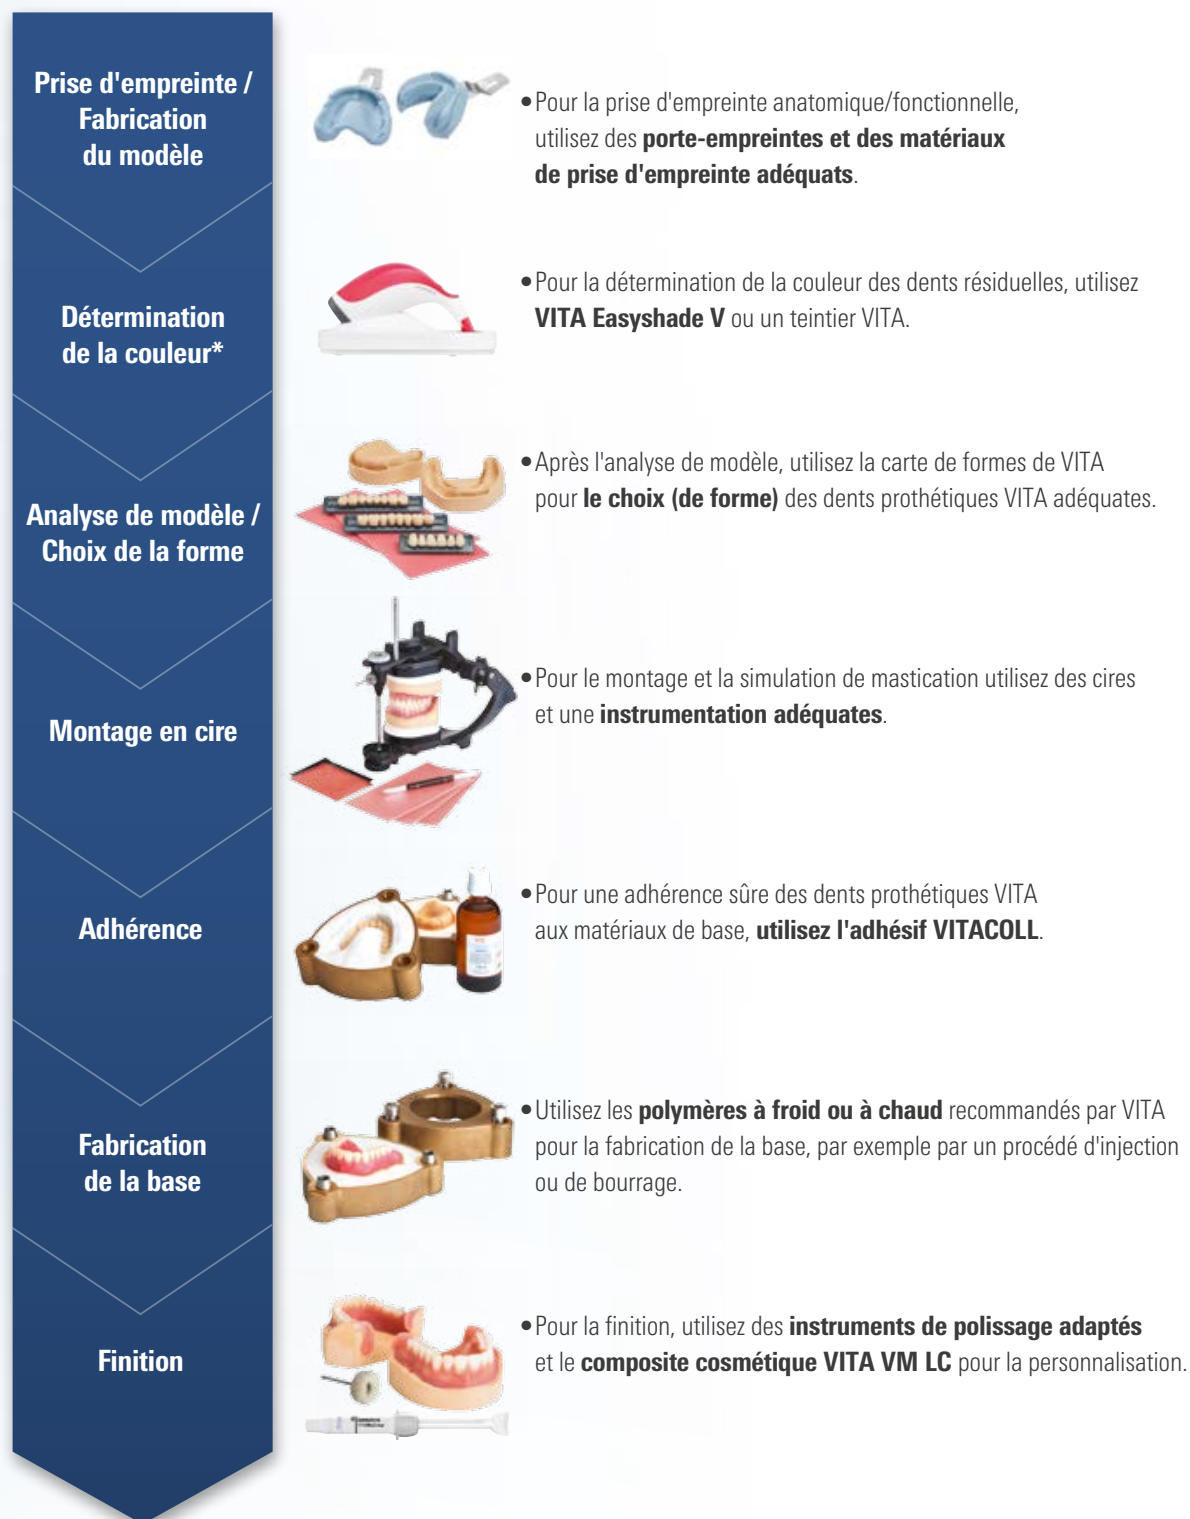 Prise d'empreinte /
Fabrication
du modèle
•Pour la prise d'empreinte anatomique/fonctionnelle,
utilisez des porte-empreintes et des matériaux
de prise d'empreinte adéquats.
Détermination
de la couleur*
•Pour la détermination de la couleur des dents résiduelles, utilisez
VITA Easyshade V ou un teintier VITA.
Analyse de modèle /
Choix de la forme
•Après l'analyse de modèle, utilisez la carte de formes de VITA
pour le choix (de forme) des dents prothétiques VITA adéquates.
Montage en cire
•Pour le montage et la simulation de mastication utilisez des cires
et une instrumentation adéquates.
Adhérence
•Pour une adhérence sûre des dents prothétiques VITA
aux matériaux de base, utilisez l'adhésif VITACOLL.
Fabrication
de la base
•Utilisez les polymères à froid ou à chaud recommandés par VITA
pour la fabrication de la base, par exemple par un procédé d'injection
ou de bourrage.
Finition
•Pour la finition, utilisez des instruments de polissage adaptés
et le composite cosmétique VITA VM LC pour la personnalisation.